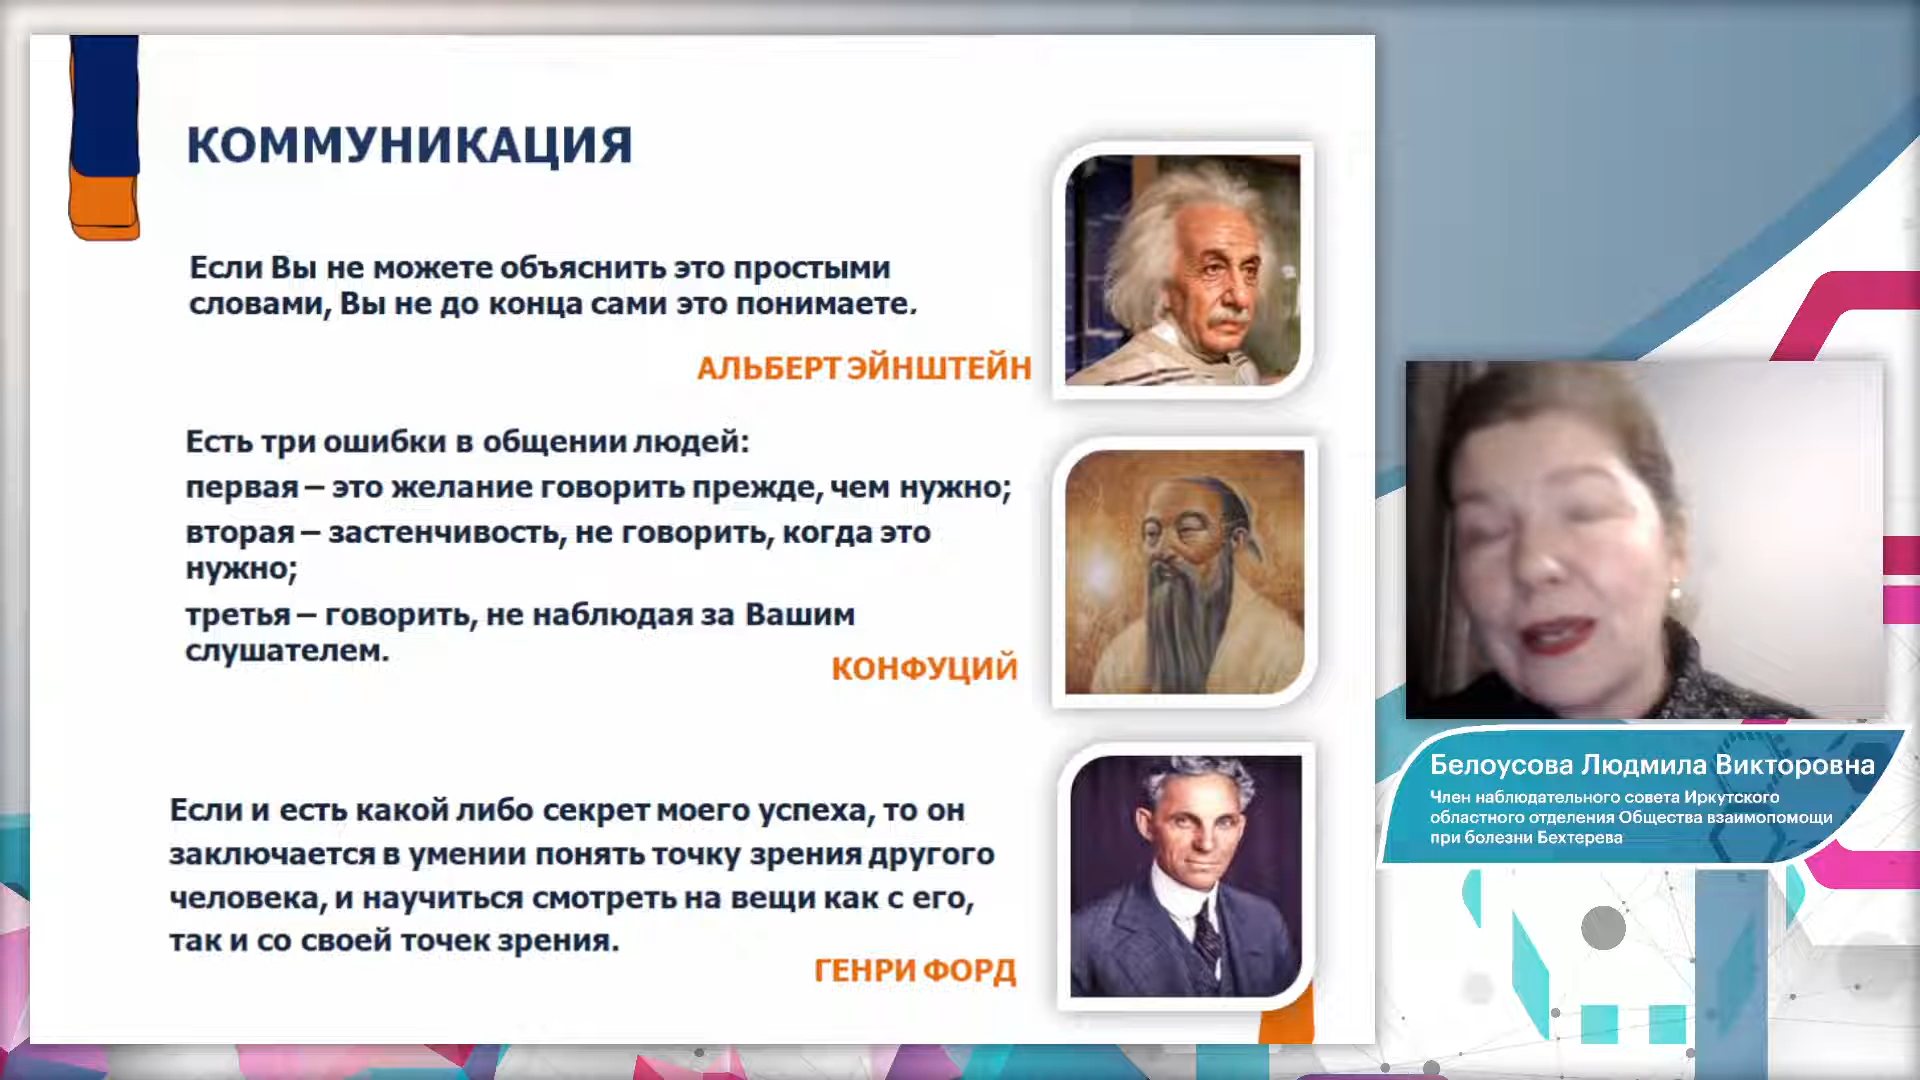 КОММУНИКАЦИЯ
Если Вы не можете объяснить это простыми
словами, Вы не до конца сами это понимаете.
АЛЬБЕРТ ЭЙНШТЕЙН
Есть три ошибки в общении людей:
первая – это желание говорить прежде, чем нужно;
вторая – застенчивость, не говорить, когда это
нужно;
третья – говорить, не наблюдая за Вашим
слушателем.
КОНФУЦИЙ
Если и есть какой либо секрет моего успеха, то он
заключается в умении понять точку зрения другого
человека, и научиться смотреть на вещи как с его,
так и со своей точек зрения.
ГЕНРИ ФОРД
Белоусова Людмила Викторовна
Член наблюдательного совета Иркутского
областного отделения Общества взаимопомощи
при болезни Бехтерева